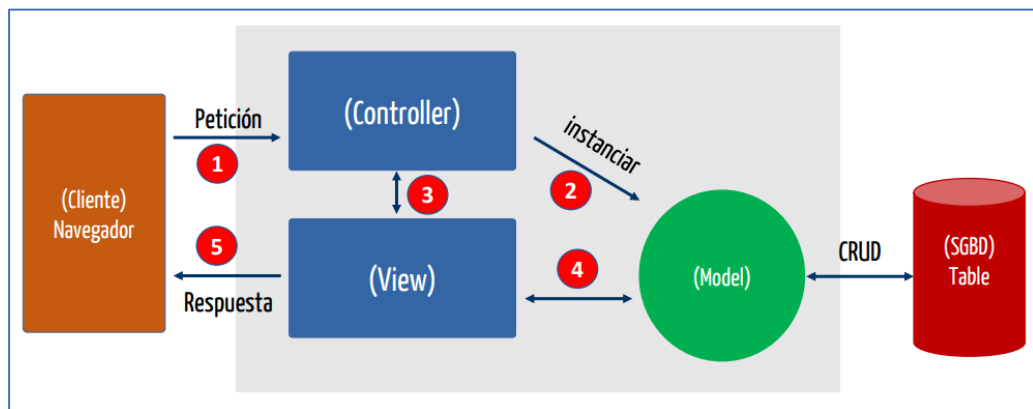 Petición
1
(Cliente)
Navegador
5
Respuesta
(Controller)
3
(View)
instanciar
2
4
(Model)
CRUD
(SGBD)
Table